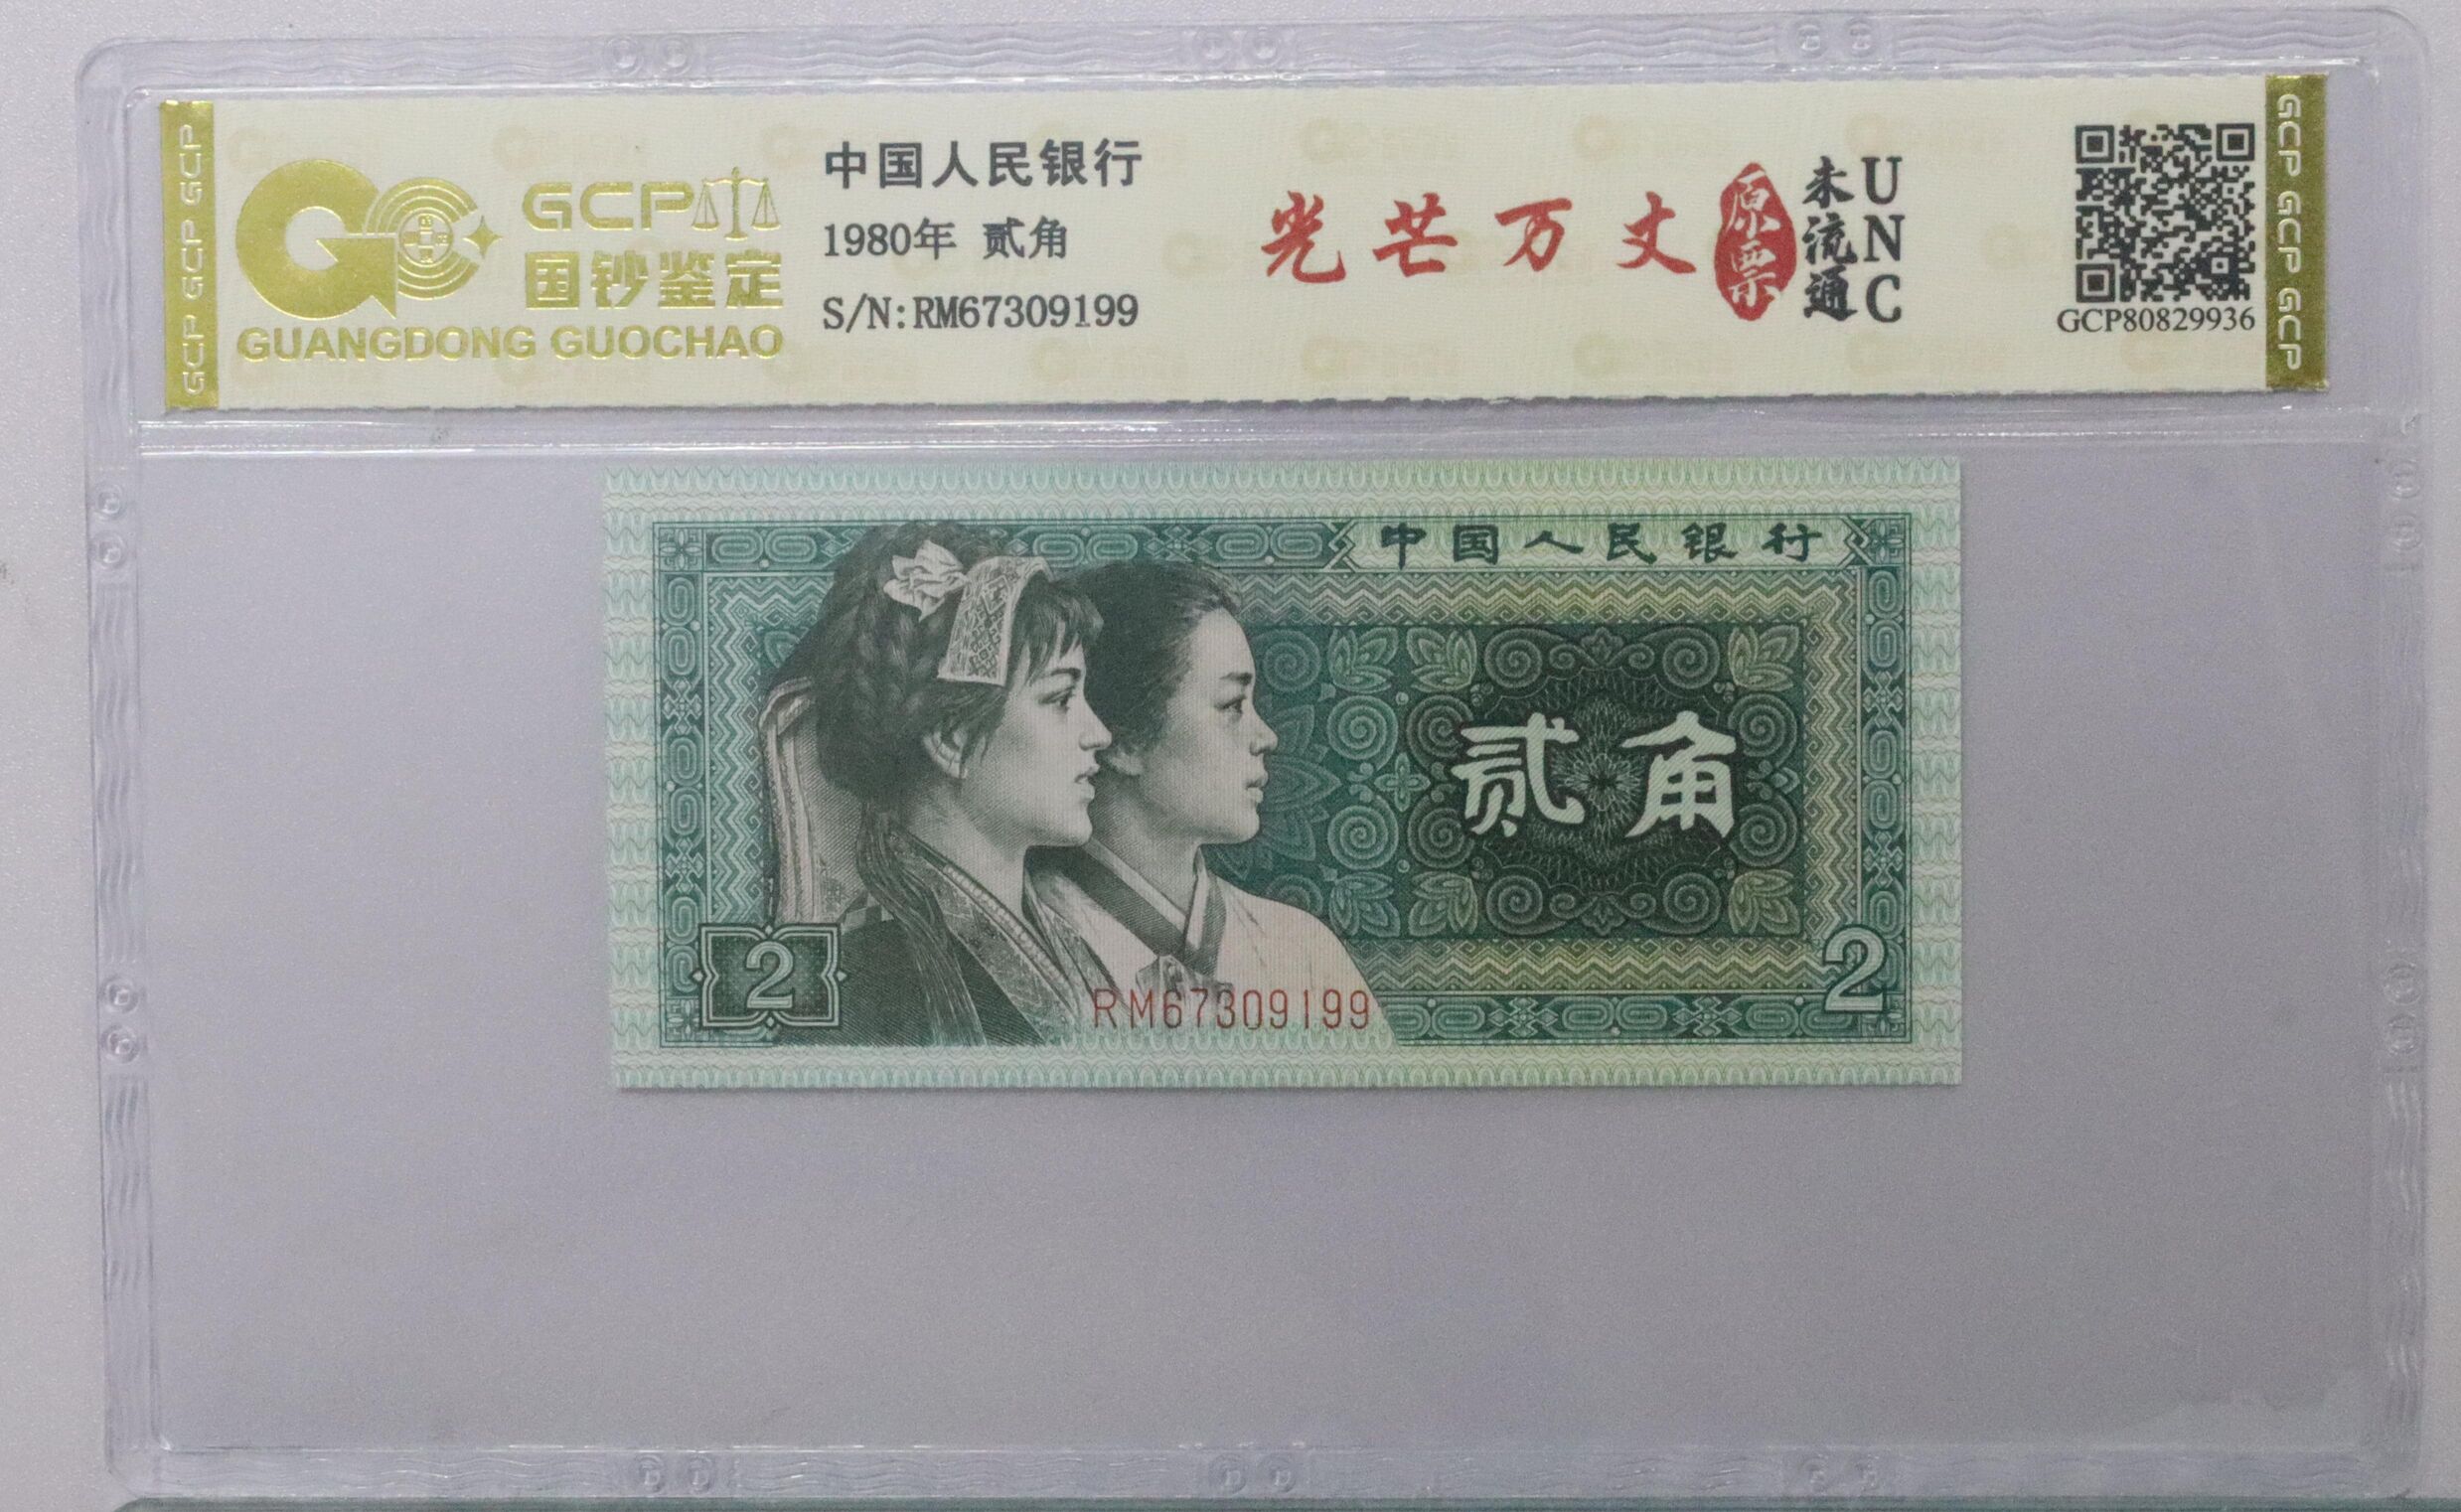 GCP GCP GCP
GCP
国钞鉴定
GUANGDONG GUOCHAO
中国人民银行
1980年 贰角
S/N:RM67309199
光芒万丈
原票
未流通
UNC
GCP80829936
GCP GCP GCP
中国人民银行
贰角
2
RM67309199
2